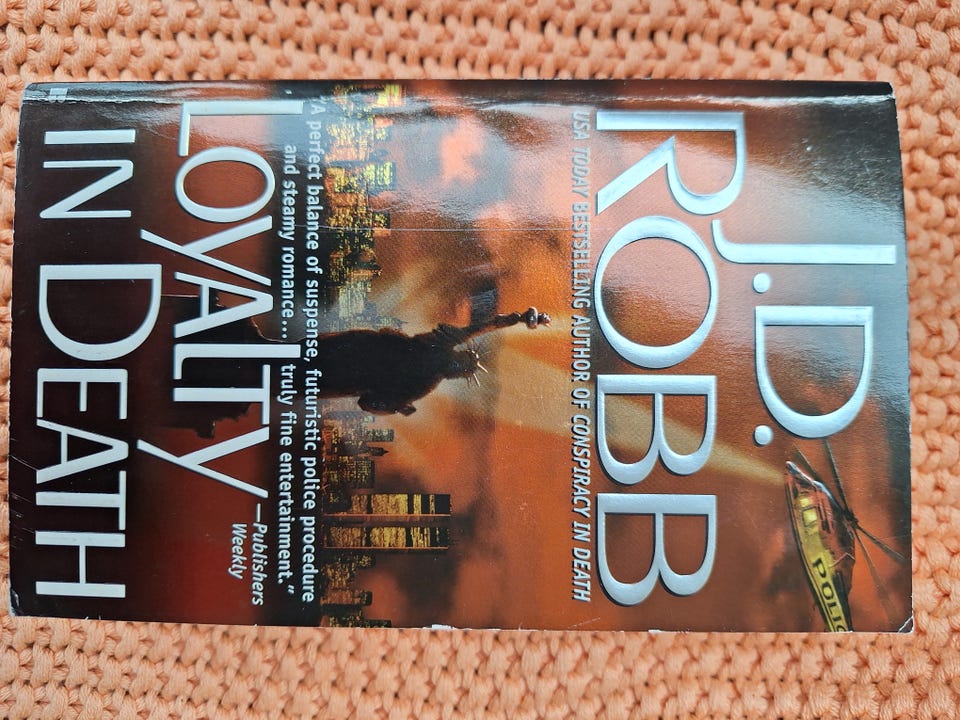 J.D.
ROBB
USA TODAY BESTSELLING AUTHOR OF CONSPIRACY IN DEATH
"A perfect balance of suspense, futuristic police procedure
and steamy romance... truly fine entertainment."
—Publishers
Weekly
LOYALTY
IN DEATH
POLIC